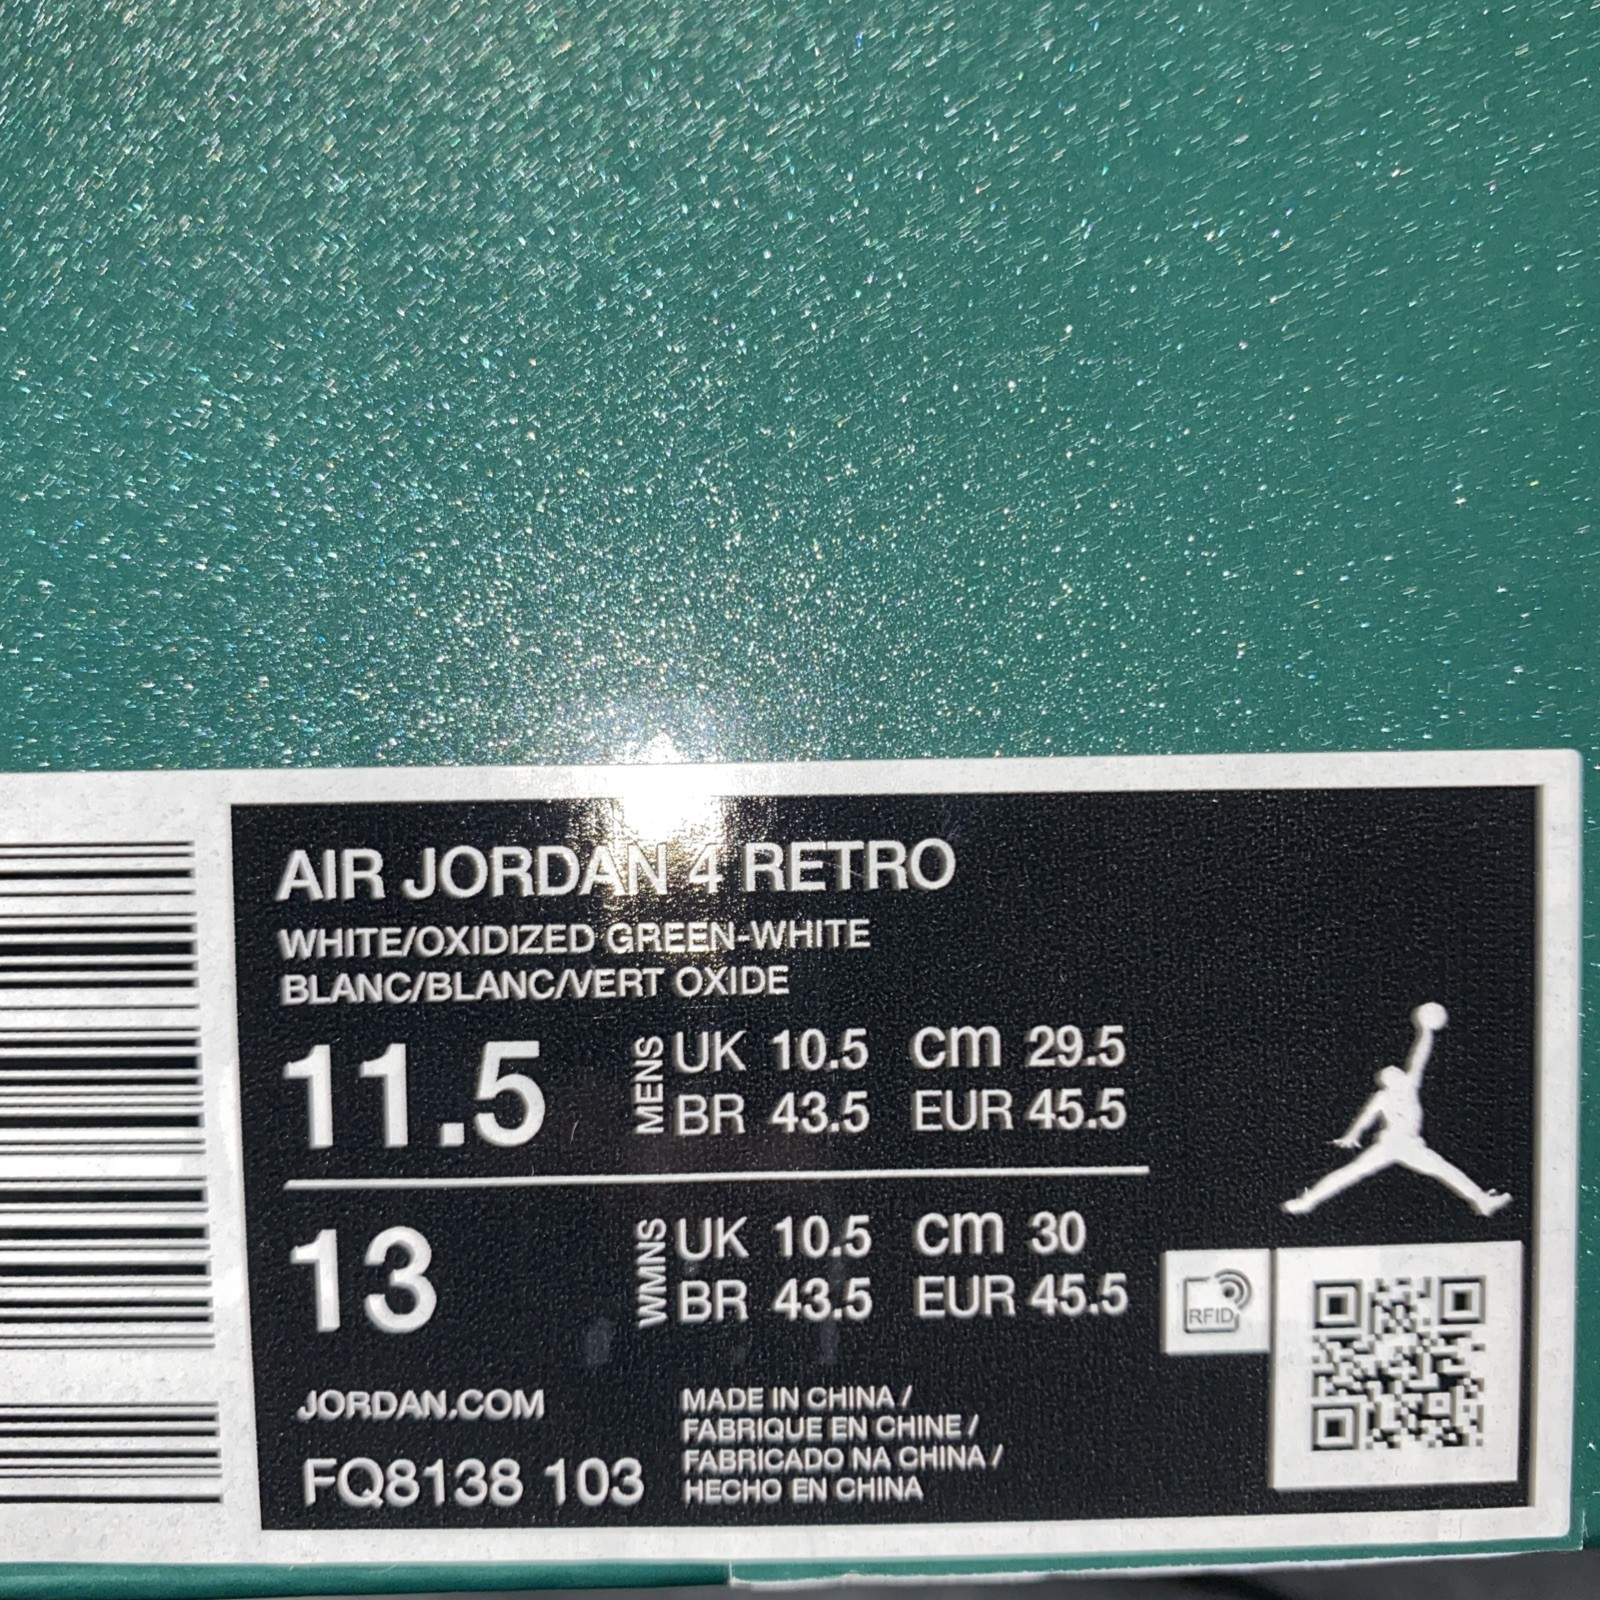 AIR JORDAN 4 RETRO
WHITE/OXIDIZED GREEN-WHITE
BLANC/BLANC/VERT OXIDE
11.5 MENS UK 10.5 cm 29.5
BR 43.5 EUR 45.5
13 WMNS UK 10.5 cm 30
BR 43.5 EUR 45.5
RFID
JORDAN.COM
FQ8138 103
MADE IN CHINA /
FABRIQUE EN CHINE /
FABRICADO NA CHINA /
HECHO EN CHINA